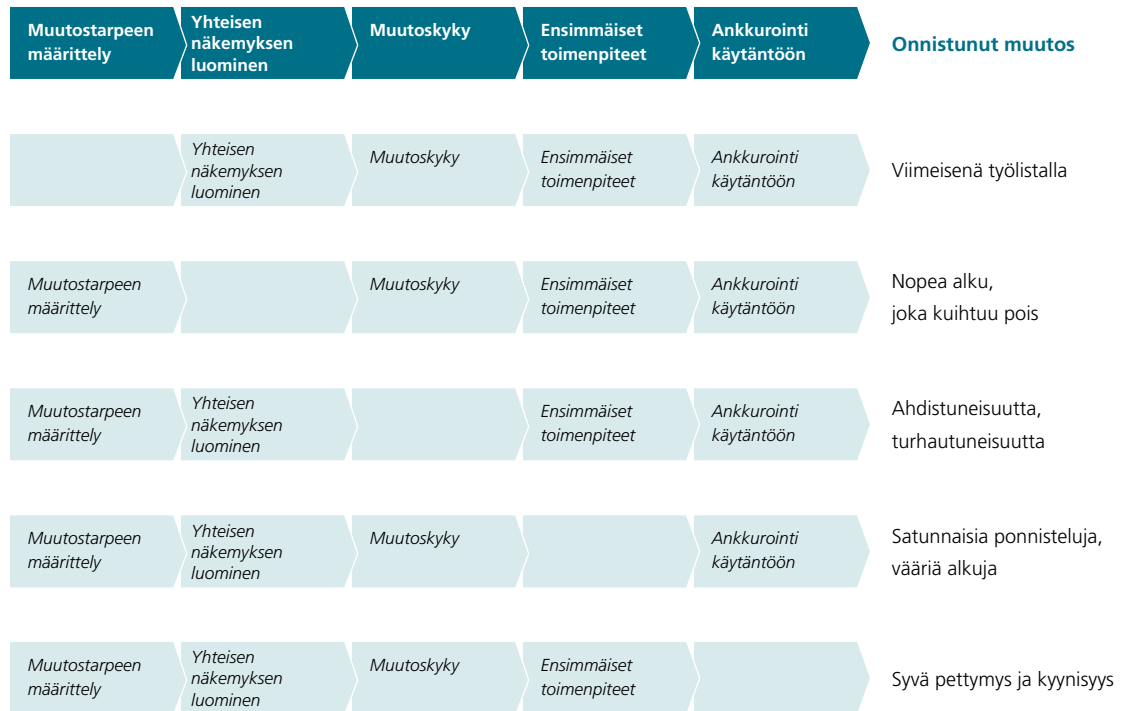 Muutostarpeen
määrittely
Yhteisen
näkemyksen
luominen
Muutoskyky
Ensimmäiset
toimenpiteet
Ankkurointi
käytäntöön
Onnistunut muutos
Yhteisen
näkemyksen
luominen
Muutoskyky
Ensimmäiset
toimenpiteet
Ankkurointi
käytäntöön
Viimeisenä työlistalla
Muutostarpeen
määrittely
Muutoskyky
Ensimmäiset
toimenpiteet
Ankkurointi
käytäntöön
Nopea alku,
joka kuihtuu pois
Muutostarpeen
määrittely
Yhteisen
näkemyksen
luominen
Ensimmäiset
toimenpiteet
Ankkurointi
käytäntöön
Ahdistuneisuutta,
turhautuneisuutta
Muutostarpeen
määrittely
Yhteisen
näkemyksen
luominen
Muutoskyky
Ankkurointi
käytäntöön
Satunnaisia ponnisteluja,
vääriä alkuja
Muutostarpeen
määrittely
Yhteisen
näkemyksen
luominen
Muutoskyky
Ensimmäiset
toimenpiteet
Syvä pettymys ja kyynisyys